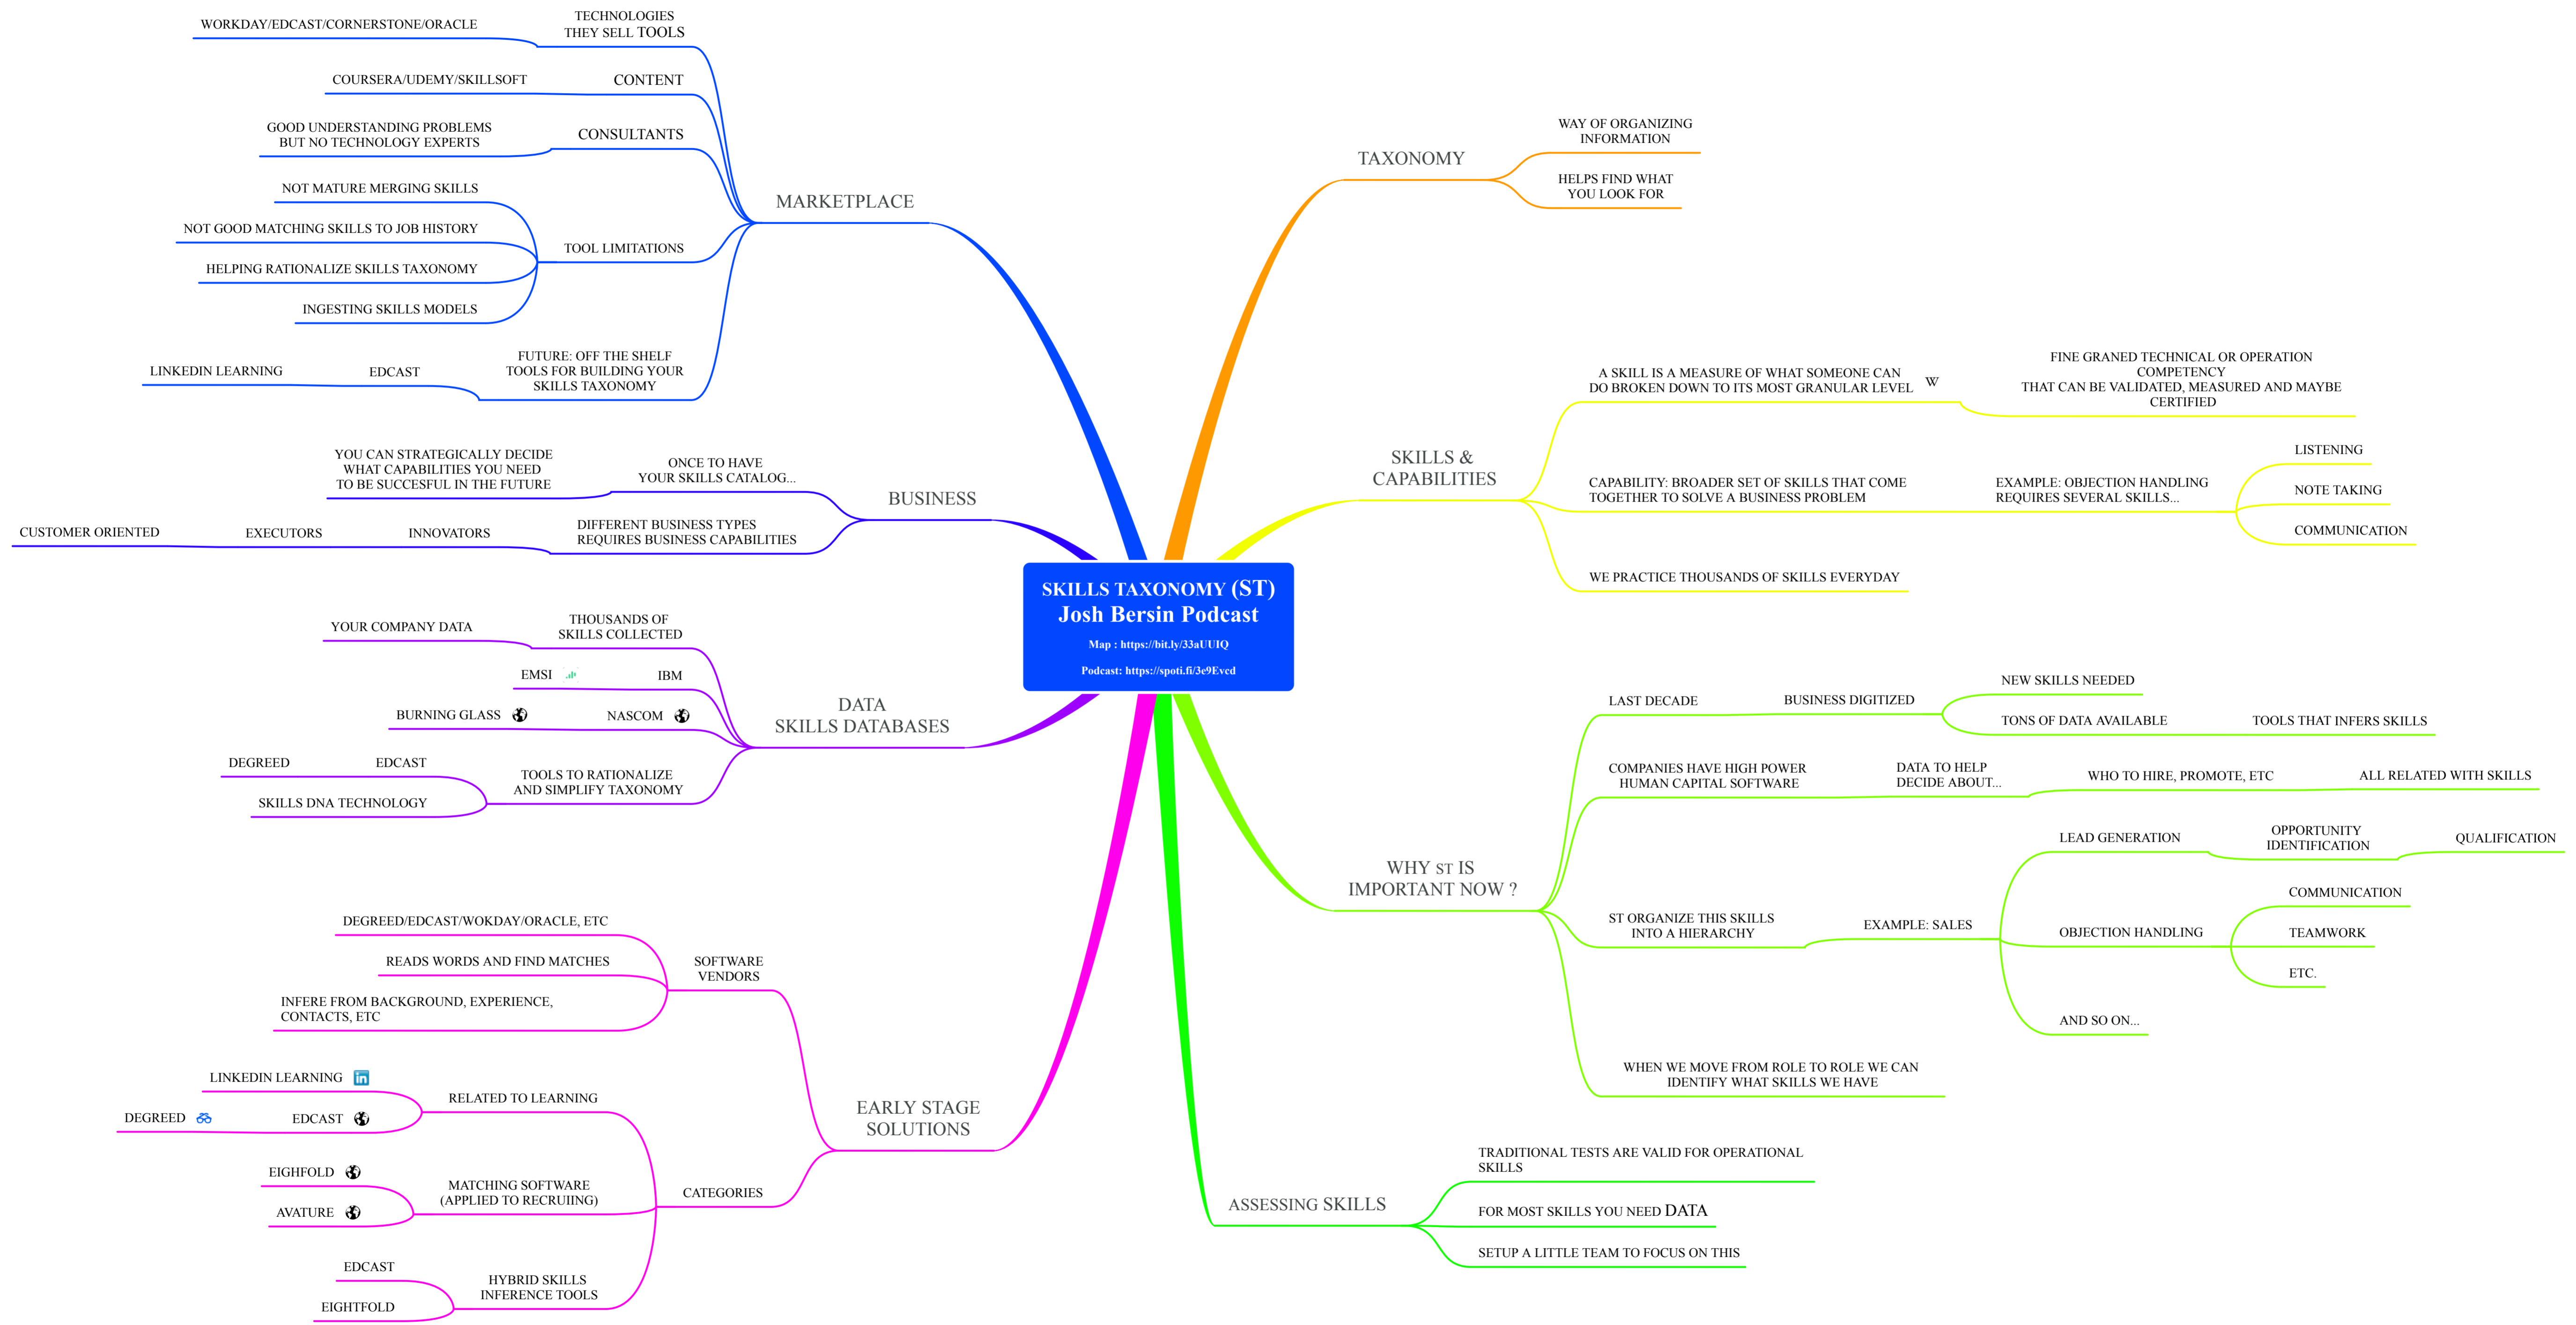 SKILLS TAXONOMY (ST)
Josh Bersin Podcast
Map : https://bit.ly/33aUUIQ
Podcast: https://spoti.fi/3e9Evcd
TAXONOMY
WAY OF ORGANIZING
INFORMATION
HELPS FIND WHAT
YOU LOOK FOR
SKILLS &
CAPABILITIES
A SKILL IS A MEASURE OF WHAT SOMEONE CAN
DO BROKEN DOWN TO ITS MOST GRANULAR LEVEL
W
FINE GRANED TECHNICAL OR OPERATION
COMPETENCY
THAT CAN BE VALIDATED, MEASURED AND MAYBE
CERTIFIED
CAPABILITY: BROADER SET OF SKILLS THAT COME
TOGETHER TO SOLVE A BUSINESS PROBLEM
EXAMPLE: OBJECTION HANDLING
REQUIRES SEVERAL SKILLS...
LISTENING
NOTE TAKING
COMMUNICATION
WE PRACTICE THOUSANDS OF SKILLS EVERYDAY
WHY ST IS
IMPORTANT NOW ?
LAST DECADE
BUSINESS DIGITIZED
NEW SKILLS NEEDED
TONS OF DATA AVAILABLE
TOOLS THAT INFERS SKILLS
COMPANIES HAVE HIGH POWER
HUMAN CAPITAL SOFTWARE
DATA TO HELP
DECIDE ABOUT...
WHO TO HIRE, PROMOTE, ETC
ALL RELATED WITH SKILLS
ST ORGANIZE THIS SKILLS
INTO A HIERARCHY
EXAMPLE: SALES
LEAD GENERATION
OPPORTUNITY
IDENTIFICATION
QUALIFICATION
OBJECTION HANDLING
COMMUNICATION
TEAMWORK
ETC.
AND SO ON...
WHEN WE MOVE FROM ROLE TO ROLE WE CAN
IDENTIFY WHAT SKILLS WE HAVE
ASSESSING SKILLS
TRADITIONAL TESTS ARE VALID FOR OPERATIONAL
SKILLS
FOR MOST SKILLS YOU NEED DATA
SETUP A LITTLE TEAM TO FOCUS ON THIS
MARKETPLACE
TECHNOLOGIES
THEY SELL TOOLS
WORKDAY/EDCAST/CORNERSTONE/ORACLE
CONTENT
COURSERA/UDEMY/SKILLSOFT
CONSULTANTS
GOOD UNDERSTANDING PROBLEMS
BUT NO TECHNOLOGY EXPERTS
TOOL LIMITATIONS
NOT MATURE MERGING SKILLS
NOT GOOD MATCHING SKILLS TO JOB HISTORY
HELPING RATIONALIZE SKILLS TAXONOMY
INGESTING SKILLS MODELS
FUTURE: OFF THE SHELF
TOOLS FOR BUILDING YOUR
SKILLS TAXONOMY
EDCAST
LINKEDIN LEARNING
BUSINESS
ONCE TO HAVE
YOUR SKILLS CATALOG...
YOU CAN STRATEGICALLY DECIDE
WHAT CAPABILITIES YOU NEED
TO BE SUCCESFUL IN THE FUTURE
DIFFERENT BUSINESS TYPES
REQUIRES BUSINESS CAPABILITIES
INNOVATORS
EXECUTORS
CUSTOMER ORIENTED
DATA
SKILLS DATABASES
THOUSANDS OF
SKILLS COLLECTED
YOUR COMPANY DATA
IBM
EMSI
NASCOM
BURNING GLASS
TOOLS TO RATIONALIZE
AND SIMPLIFY TAXONOMY
EDCAST
DEGREED
SKILLS DNA TECHNOLOGY
EARLY STAGE
SOLUTIONS
SOFTWARE
VENDORS
DEGREED/EDCAST/WOKDAY/ORACLE, ETC
READS WORDS AND FIND MATCHES
INFERE FROM BACKGROUND, EXPERIENCE,
CONTACTS, ETC
CATEGORIES
RELATED TO LEARNING
LINKEDIN LEARNING
in
EDCAST
DEGREED
MATCHING SOFTWARE
(APPLIED TO RECRUIING)
EIGHFOLD
AVATURE
HYBRID SKILLS
INFERENCE TOOLS
EDCAST
EIGHTFOLD